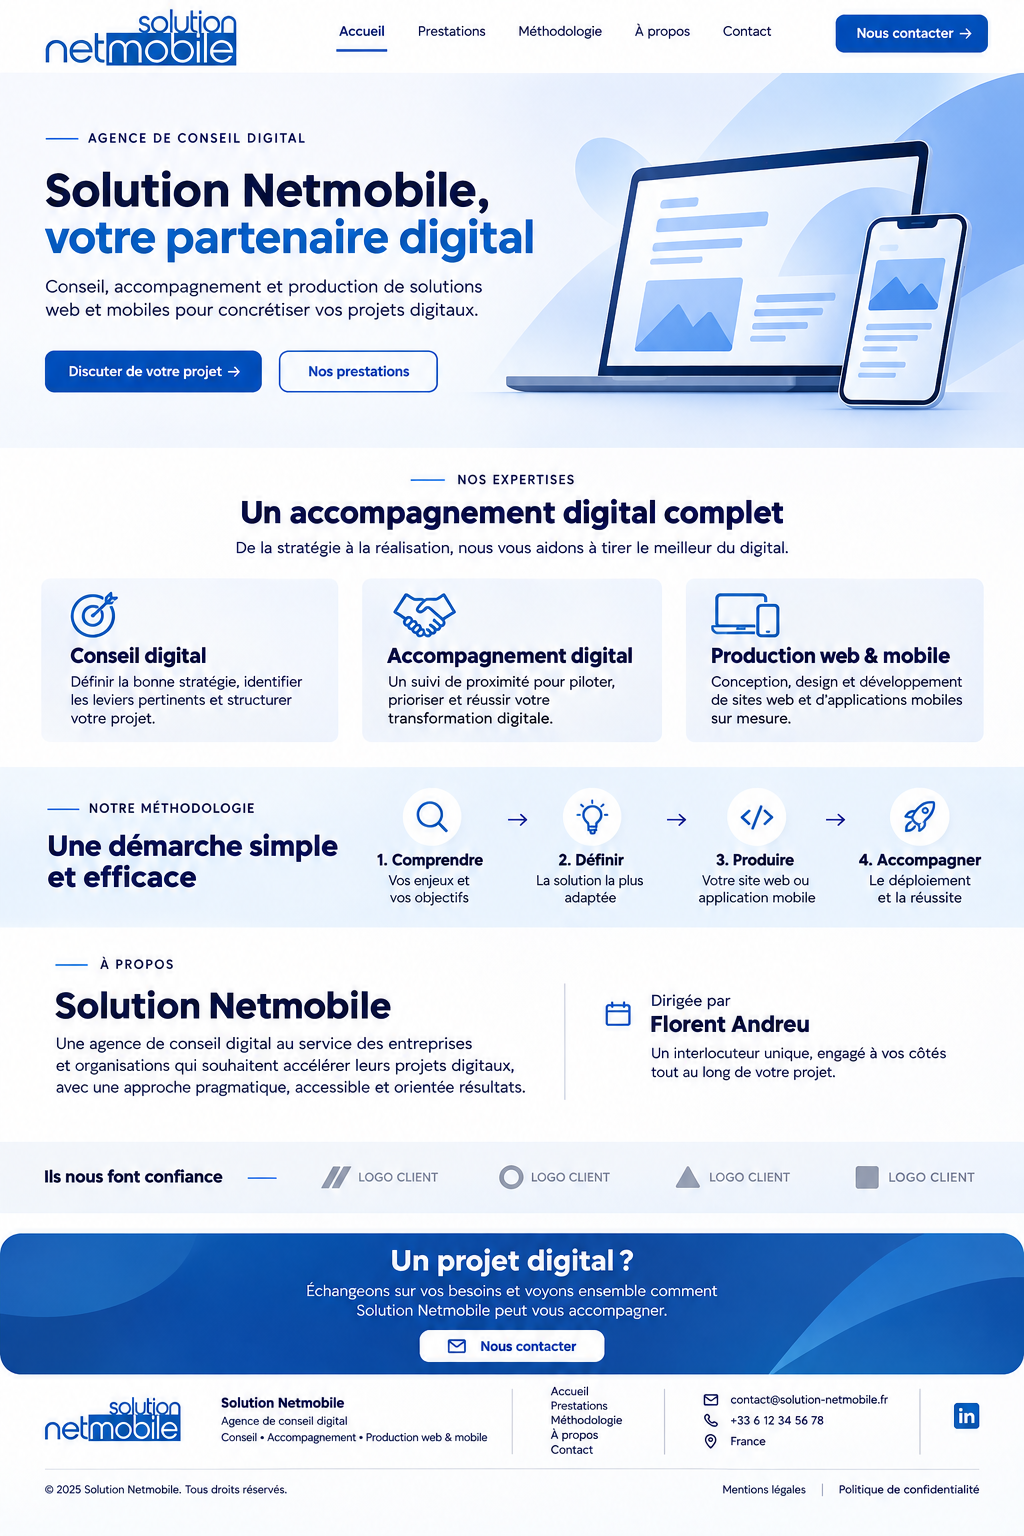 solution
netmobile
Accueil
Prestations
Méthodologie
À propos
Contact
Nous contacter →
AGENCE DE CONSEIL DIGITAL
Solution Netmobile,
votre partenaire digital
Conseil, accompagnement et production de solutions
web et mobiles pour concrétiser vos projets digitaux.
Discuter de votre projet →
Nos prestations
NOS EXPERTISES
Un accompagnement digital complet
De la stratégie à la réalisation, nous vous aidons à tirer le meilleur du digital.
Conseil digital
Définir la bonne stratégie, identifier
les leviers pertinents et structurer
votre projet.
Accompagnement digital
Un suivi de proximité pour piloter,
prioriser et réussir votre
transformation digitale.
Production web & mobile
Conception, design et développement
de sites web et d'applications mobiles
sur mesure.
NOTRE MÉTHODOLOGIE
Une démarche simple
et efficace
1. Comprendre
Vos enjeux et
vos objectifs
2. Définir
La solution la plus
adaptée
3. Produire
Votre site web ou
application mobile
4. Accompagner
Le déploiement
et la réussite
À PROPOS
Solution Netmobile
Une agence de conseil digital au service des entreprises
et organisations qui souhaitent accélérer leurs projets digitaux,
avec une approche pragmatique, accessible et orientée résultats.
Dirigée par
Florent Andreu
Un interlocuteur unique, engagé à vos côtés
tout au long de votre projet.
Ils nous font confiance
LOGO CLIENT
LOGO CLIENT
LOGO CLIENT
LOGO CLIENT
Un projet digital ?
Échangeons sur vos besoins et voyons ensemble comment
Solution Netmobile peut vous accompagner.
Nous contacter
solution
netmobile
Solution Netmobile
Agence de conseil digital
Conseil • Accompagnement • Production web & mobile
Accueil
Prestations
Méthodologie
À propos
Contact
contact@solution-netmobile.fr
+33 6 12 34 56 78
France
in
© 2025 Solution Netmobile. Tous droits réservés.
Mentions légales
Politique de confidentialité